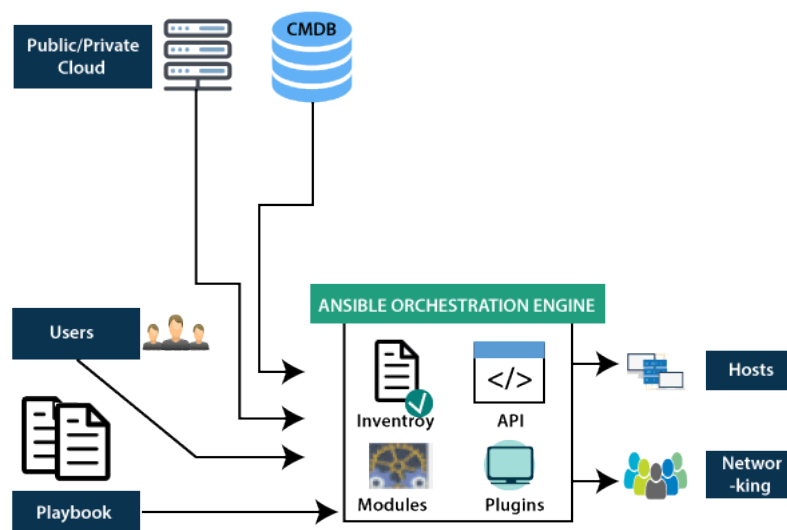 Public/Private
Cloud
CMDB
ANSIBLE ORCHESTRATION ENGINE
Users
</>
Hosts
Inventroy
API
Networ
-king
Modules
Plugins
Playbook